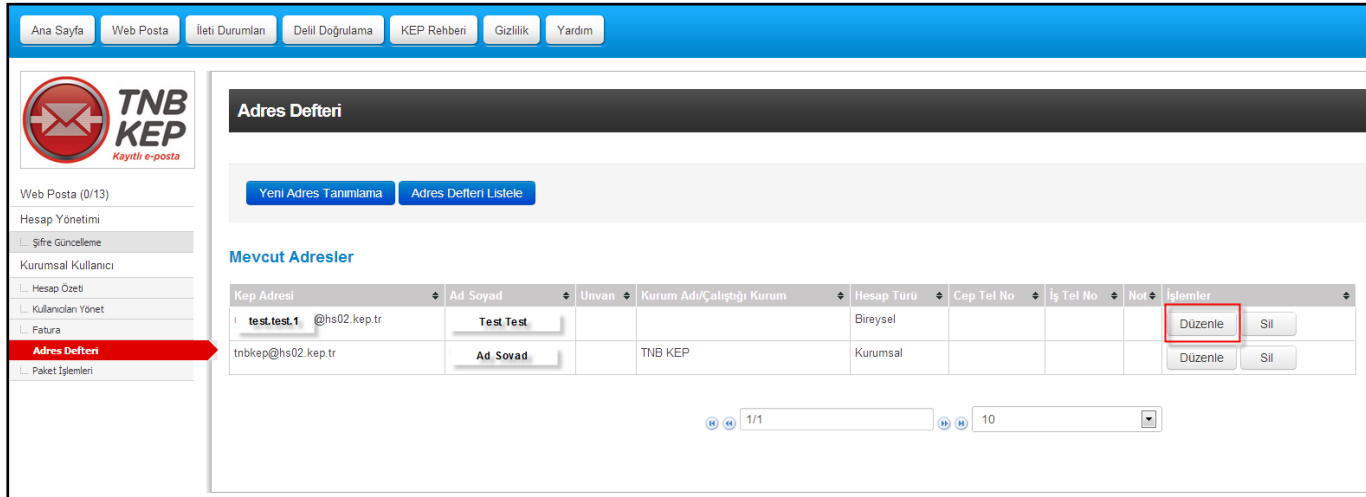 Ana Sayfa Web Posta İleti Durumları Delil Doğrulama KEP Rehberi Gizlilik Yardım
TNB
KEP
Kayıtlı e-posta
Adres Defteri
Yeni Adres Tanımlama Adres Defteri Listele
Web Posta (0/13)
Hesap Yönetimi
Şifre Güncelleme
Kurumsal Kullanıcı
Hesap Özeti
Kullanıcıları Yönet
Fatura
Adres Defteri
Paket İşlemleri
Mevcut Adresler
Kep Adresi Ad Soyad Unvan Kurum Adı/Çalıştığı Kurum Hesap Türü Cep Tel No İş Tel No Not İşlemler
test.test.1 @hs02.kep.tr Test Test Bireysel Düzenle Sil
tnbkep@hs02.kep.tr Ad Soyad TNB KEP Kurumsal Düzenle Sil
1/1 10